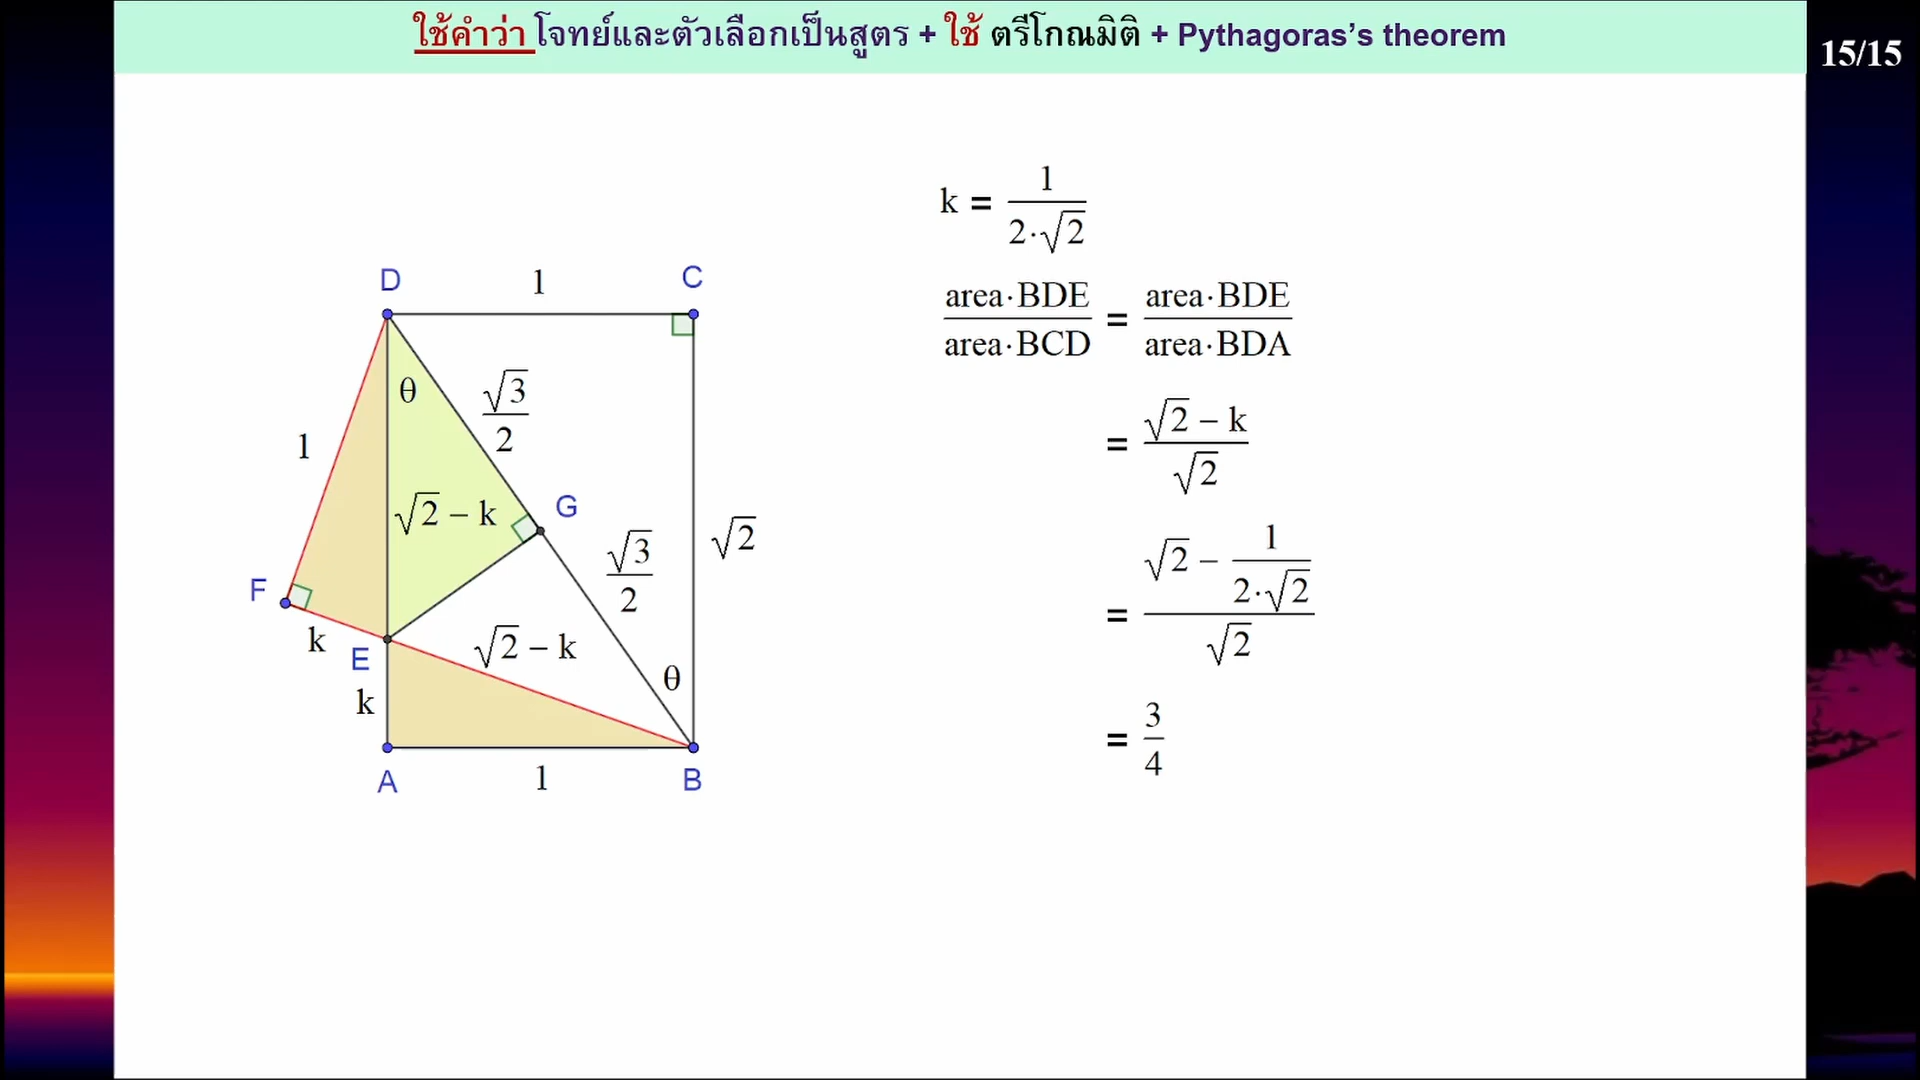 ใช้คำว่า โจทย์และตัวเลือกเป็นสูตร + ใช้ ตรีโกณมิติ + Pythagoras's theorem
15/15
k = 1/(2·√2)
area·BDE/area·BCD = area·BDE/area·BDA
= (√2 − k)/√2
= (√2 − 1/(2·√2))/√2
= 3/4
D
1
C
θ
√3/2
1
√2 − k
G
√3/2
√2
F
k
E
√2 − k
θ
k
A
1
B